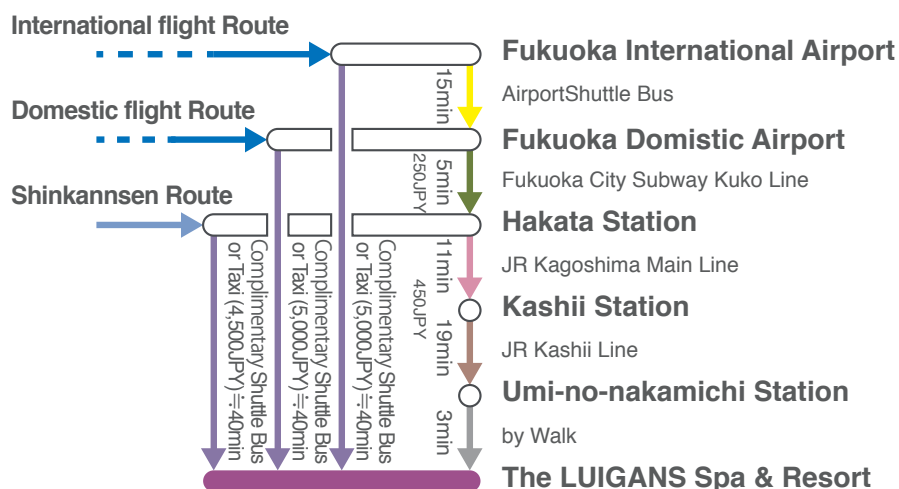 International flight Route
Fukuoka International Airport
15min
AirportShuttle Bus
Domestic flight Route
Fukuoka Domistic Airport
5min
250JPY
Fukuoka City Subway Kuko Line
Shinkannsen Route
Hakata Station
11min
JR Kagoshima Main Line
450JPY
Kashii Station
19min
JR Kashii Line
Umi-no-nakamichi Station
3min
by Walk
Complimentary Shuttle Bus
or Taxi (4,500JPY)≒40min
Complimentary Shuttle Bus
or Taxi (5,000JPY)≒40min
Complimentary Shuttle Bus
or Taxi (5,000JPY)≒40min
The LUIGANS Spa & Resort